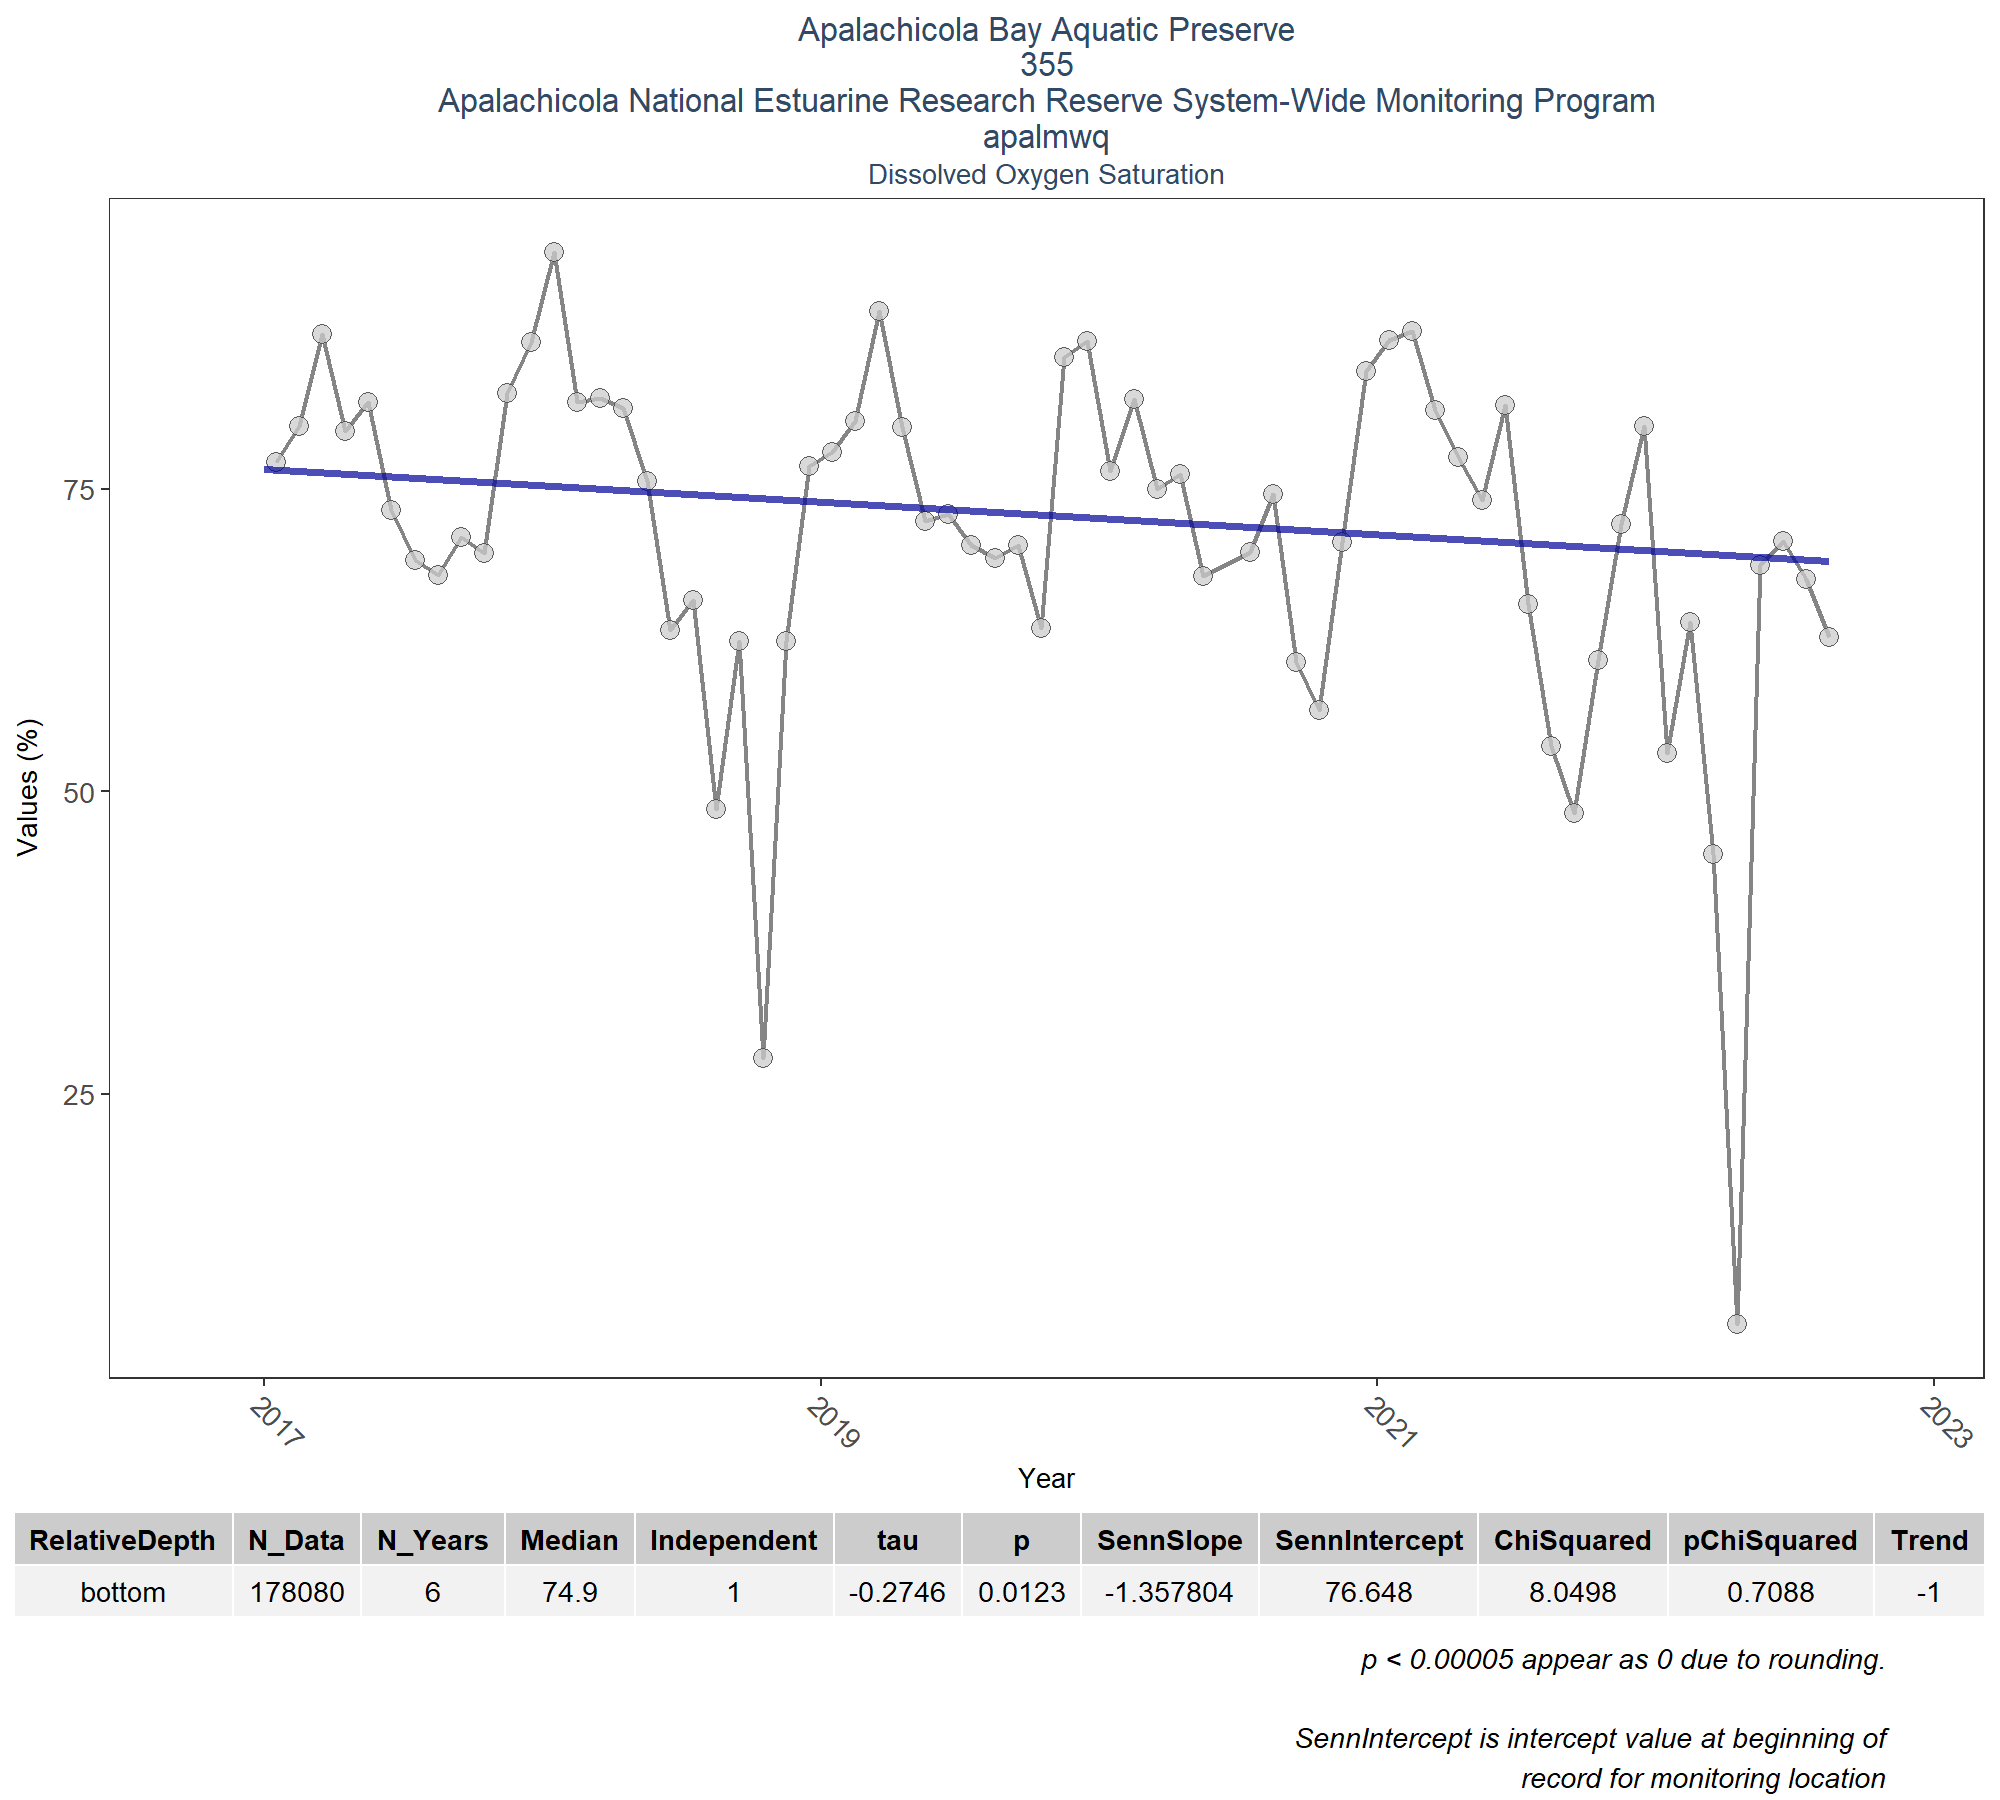 Apalachicola Bay Aquatic Preserve
355
Apalachicola National Estuarine Research Reserve System-Wide Monitoring Program
apalmwq
Dissolved Oxygen Saturation
Values (%)
75
50
25
2017
2019
2021
2023
Year
RelativeDepth N_Data N_Years Median Independent tau p SennSlope SennIntercept ChiSquared pChiSquared Trend
bottom 178080 6 74.9 1 -0.2746 0.0123 -1.357804 76.648 8.0498 0.7088 -1
p < 0.00005 appear as 0 due to rounding.
SennIntercept is intercept value at beginning of
record for monitoring location